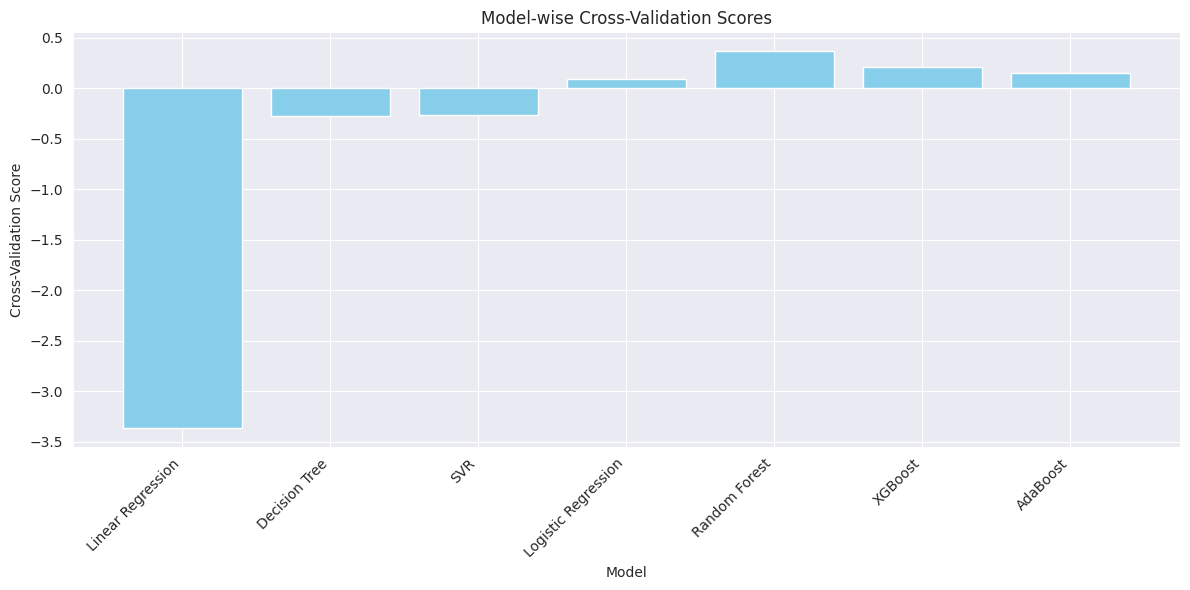 Model-wise Cross-Validation Scores
0.5
0.0
−0.5
−1.0
−1.5
−2.0
−2.5
−3.0
−3.5
Cross-Validation Score
Linear Regression
Decision Tree
SVR
Logistic Regression
Random Forest
XGBoost
AdaBoost
Model